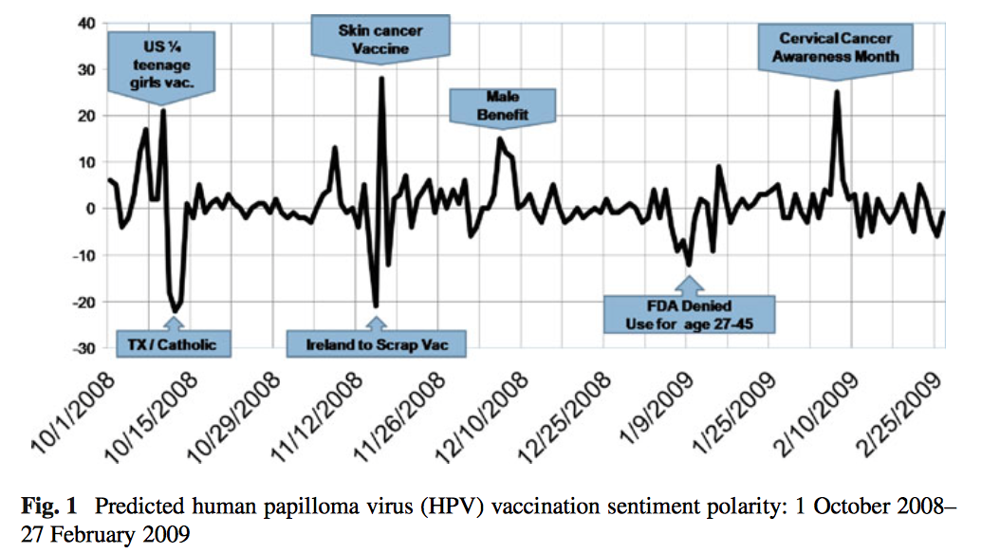 40
30
20
10
0
-10
-20
-30
US ¼
teenage
girls vac.
Skin cancer
Vaccine
Male
Benefit
Cervical Cancer
Awareness Month
TX / Catholic
Ireland to Scrap Vac
FDA Denied
Use for age 27-45
10/1/2008
10/15/2008
10/29/2008
11/12/2008
11/26/2008
12/10/2008
12/25/2008
1/9/2009
1/25/2009
2/10/2009
2/25/2009
Fig. 1 Predicted human papilloma virus (HPV) vaccination sentiment polarity: 1 October 2008–
27 February 2009